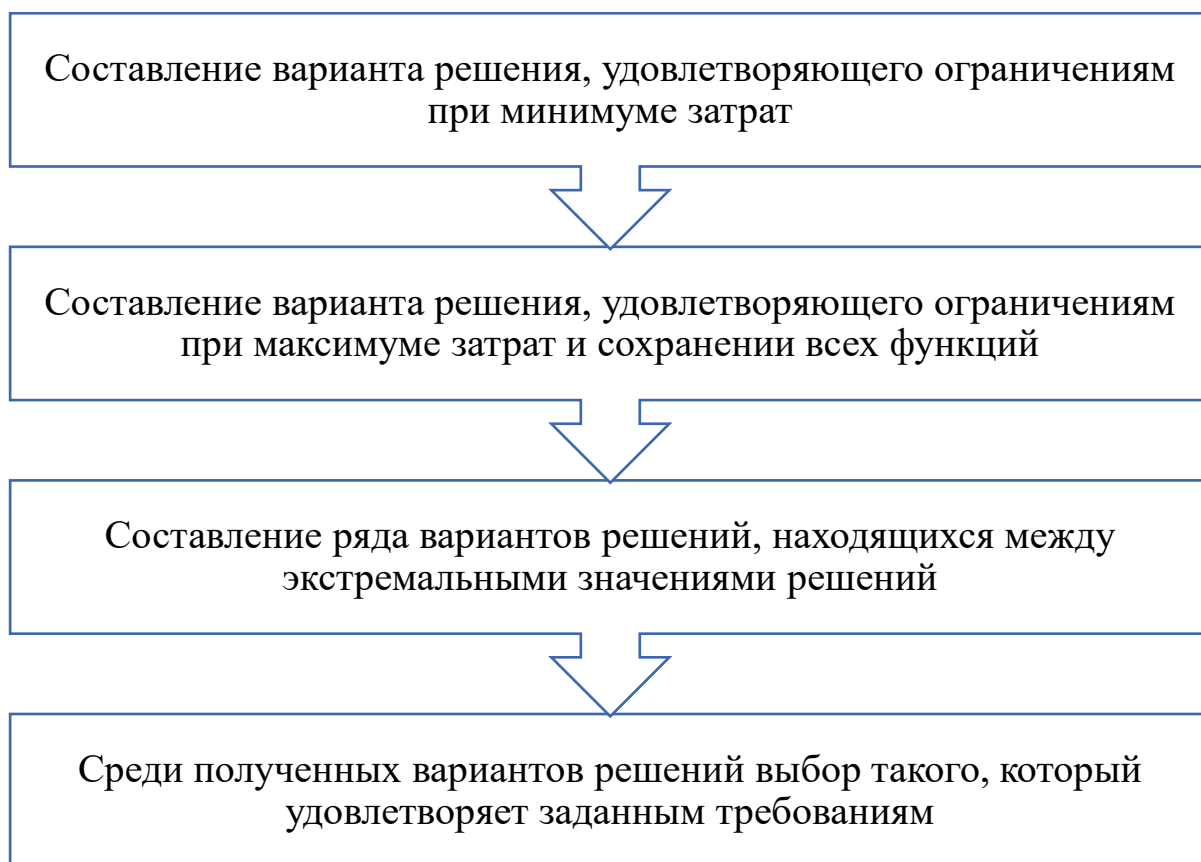 Составление варианта решения, удовлетворяющего ограничениям
при минимуме затрат
Составление варианта решения, удовлетворяющего ограничениям
при максимуме затрат и сохранении всех функций
Составление ряда вариантов решений, находящихся между
экстремальными значениями решений
Среди полученных вариантов решений выбор такого, который
удовлетворяет заданным требованиям